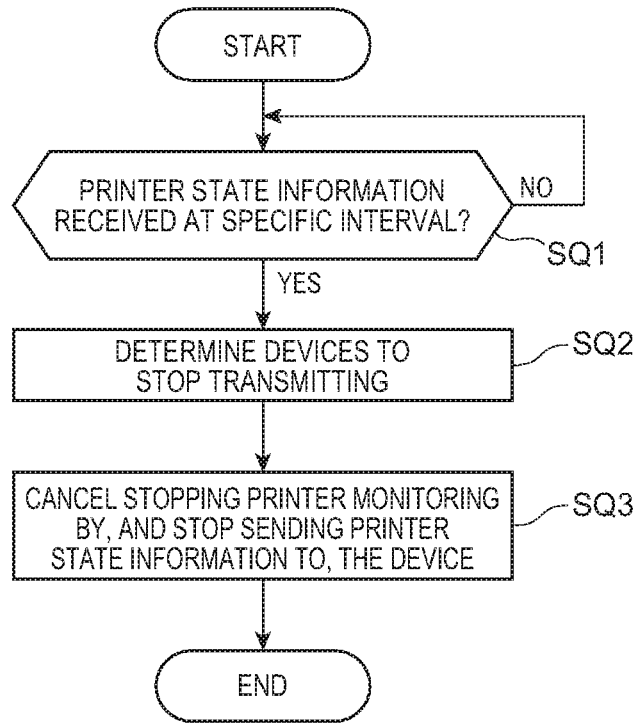 START
PRINTER STATE INFORMATION
RECEIVED AT SPECIFIC INTERVAL?
NO
SQ1
YES
DETERMINE DEVICES TO
STOP TRANSMITTING
SQ2
CANCEL STOPPING PRINTER MONITORING
BY, AND STOP SENDING PRINTER
STATE INFORMATION TO, THE DEVICE
SQ3
END